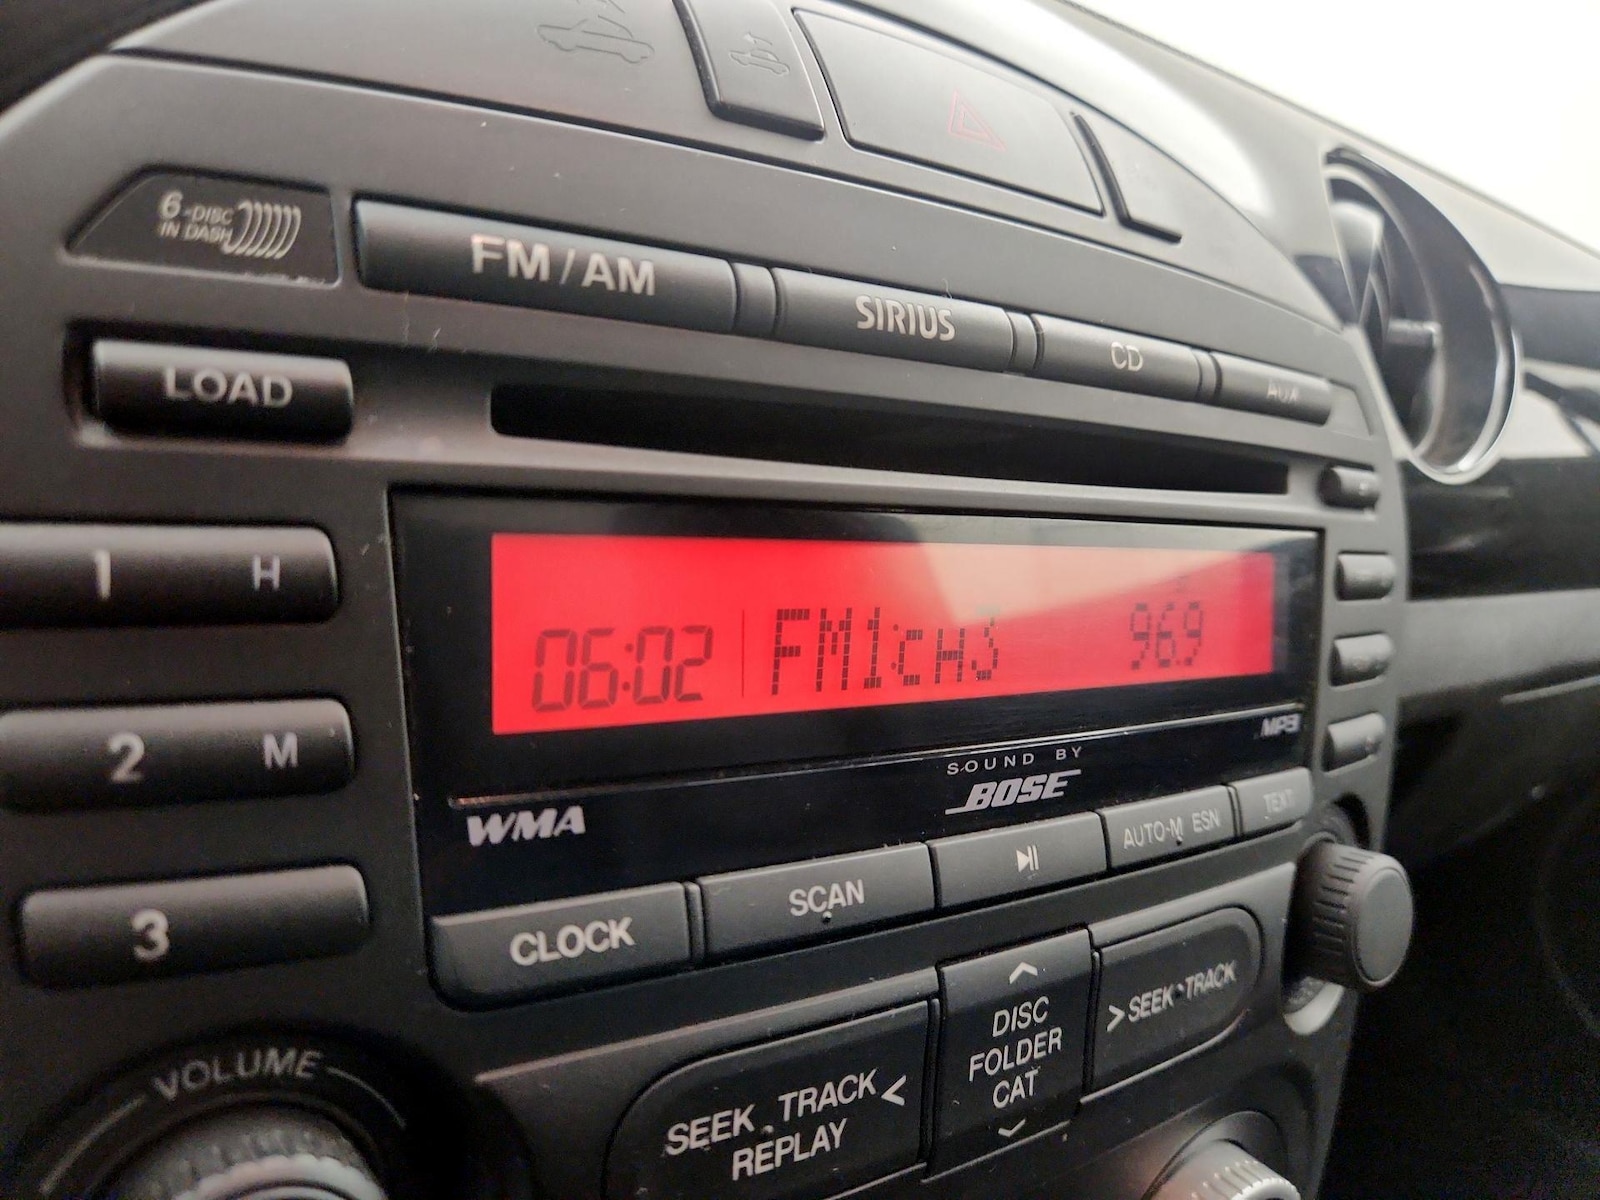 6-DISC
IN DASH
FM/AM
SIRIUS
CD
AUX
LOAD
1 H
2 M
3
06:02 FM1:CH3 96.9
MP3
SOUND BY
BOSE
WMA
CLOCK
SCAN
AUTO-M ESN
TEXT
VOLUME
SEEK TRACK <
REPLAY
DISC
FOLDER
CAT
> SEEK TRACK